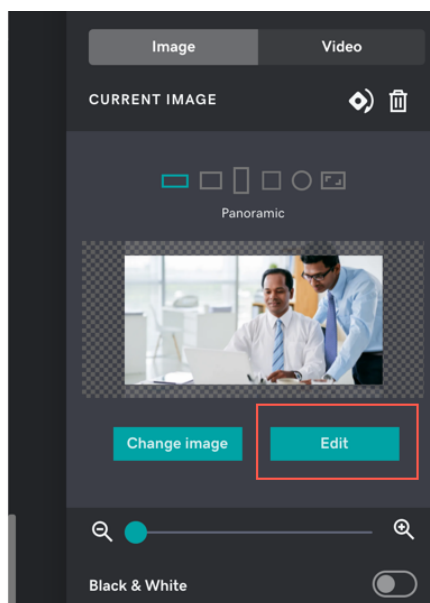 Image Video
CURRENT IMAGE
Panoramic
Change image Edit
Black & White